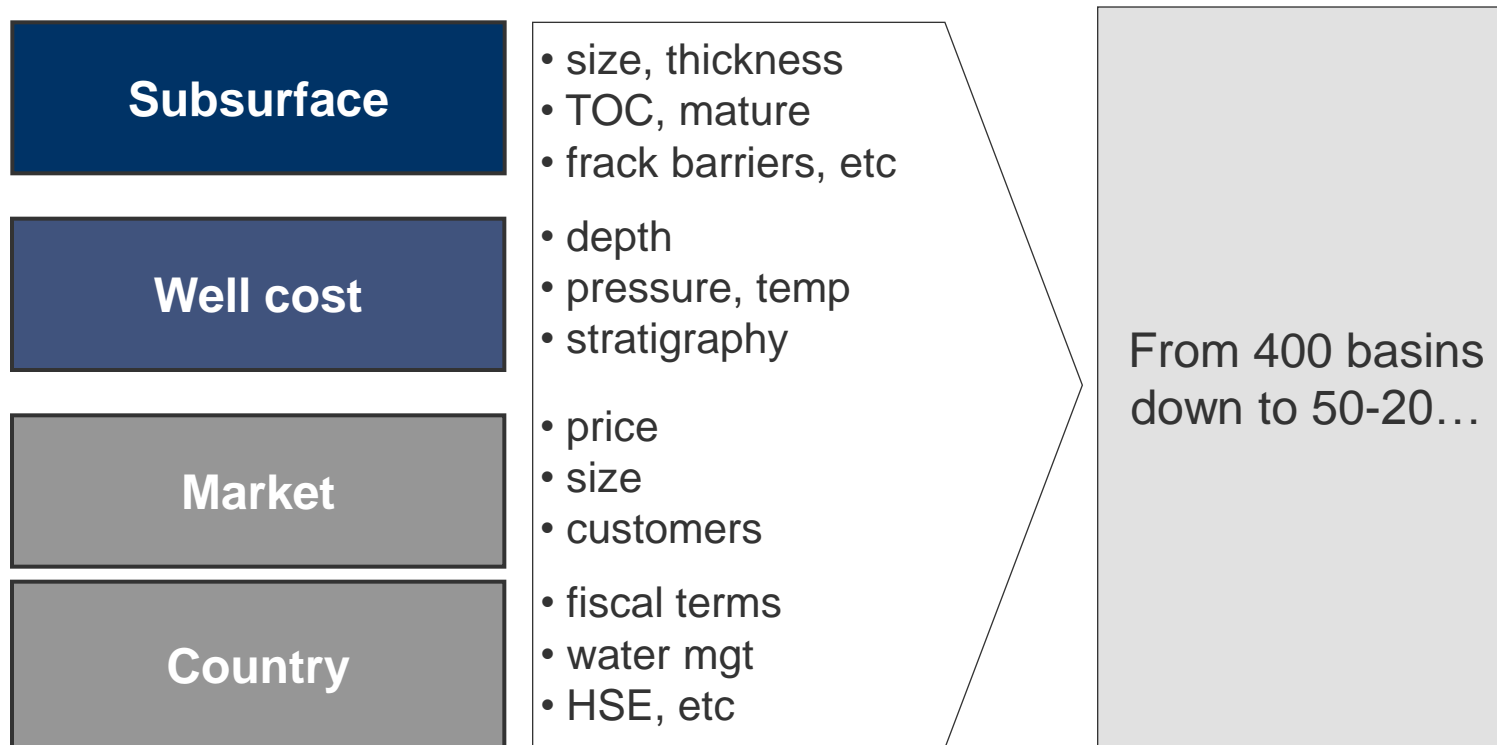 Subsurface
• size, thickness
• TOC, mature
• frack barriers, etc
Well cost
• depth
• pressure, temp
• stratigraphy
Market
• price
• size
• customers
Country
• fiscal terms
• water mgt
• HSE, etc
From 400 basins
down to 50-20…